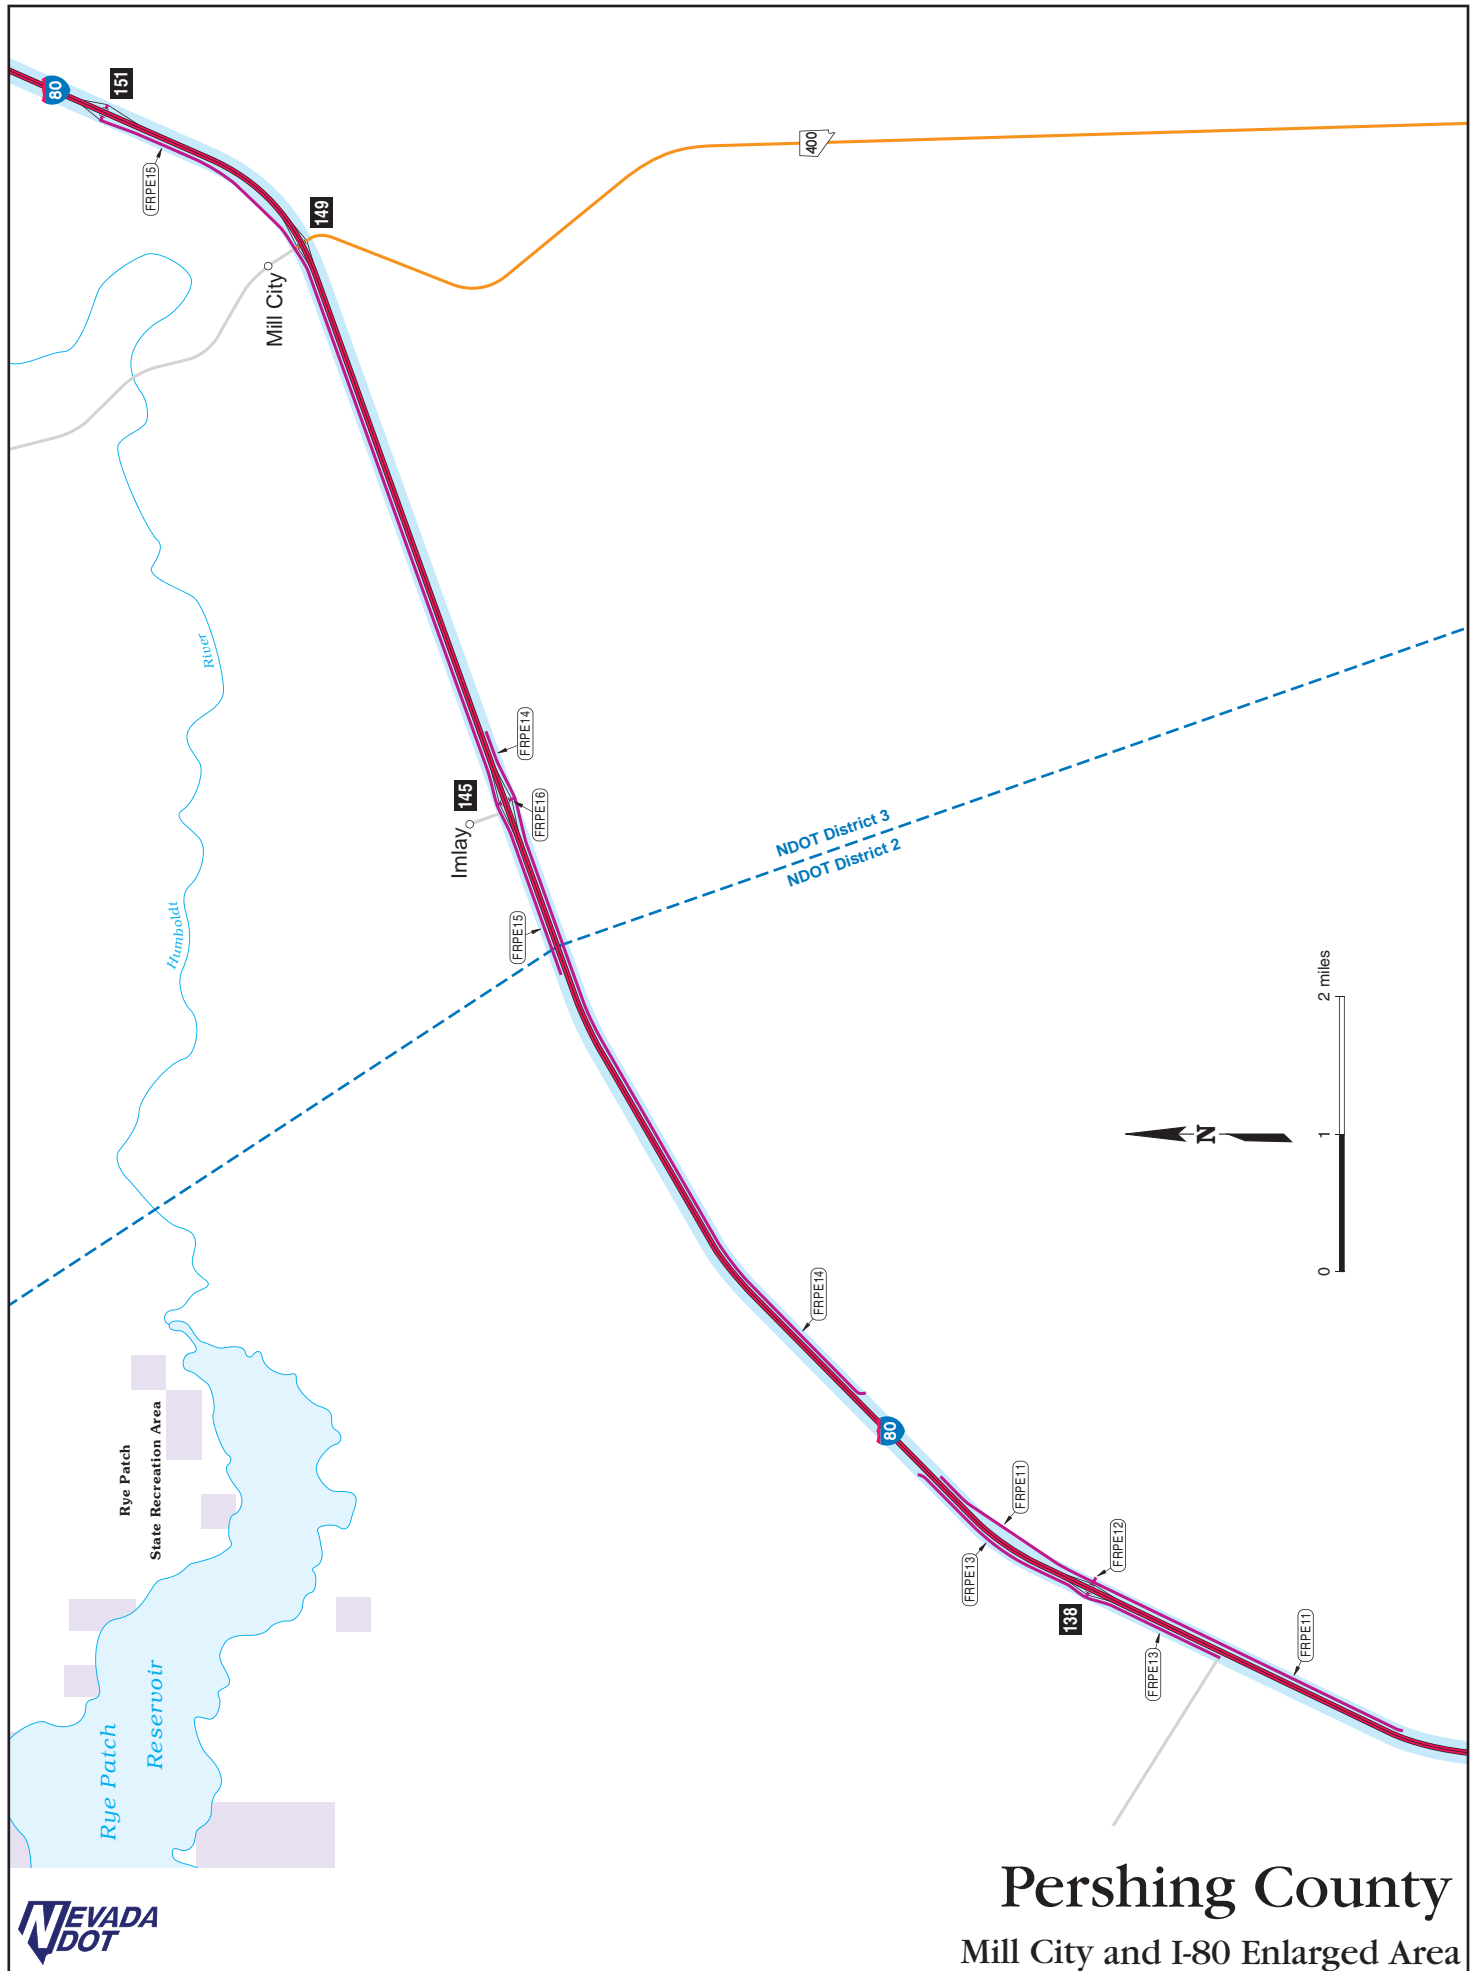 80
151
FRPE15
149
400
Mill City
River
FRPE14
145
FRPE16
Imlay
NDOT District 3
NDOT District 2
Humboldt
FRPE15
2 miles
1
0
N
FRPE14
Rye Patch
State Recreation Area
80
FRPE11
FRPE13
FRPE12
138
FRPE13
FRPE11
Rye Patch
Reservoir
Pershing County
Mill City and I-80 Enlarged Area
NEVADA
DOT